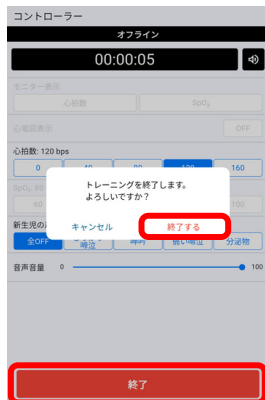 コントローラー
オフライン
00:00:05
モニター表示
心拍数 SpO₂
心電図表示 OFF
心拍数: 120 bps
0 40 80 120 160
SpO₂: 80
60 100
トレーニングを終了します。
よろしいですか？
キャンセル 終了する
新生児の
全OFF 啼泣 呻吟 弱い啼泣 分泌物
音声音量 0 100
終了